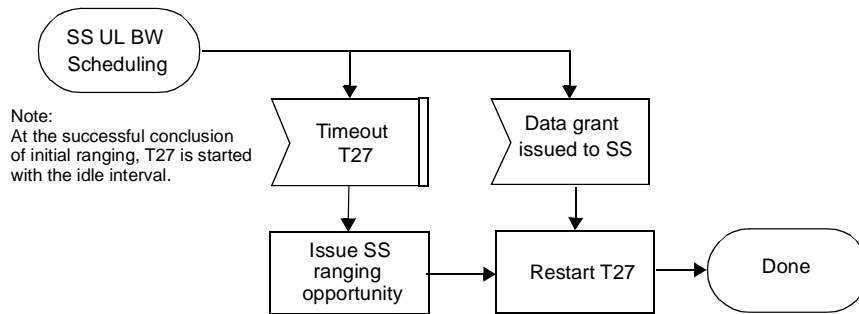 SS UL BW
Scheduling
Note:
At the successful conclusion
of initial ranging, T27 is started
with the idle interval.
Timeout
T27
Data grant
issued to SS
Issue SS
ranging
opportunity
Restart T27
Done